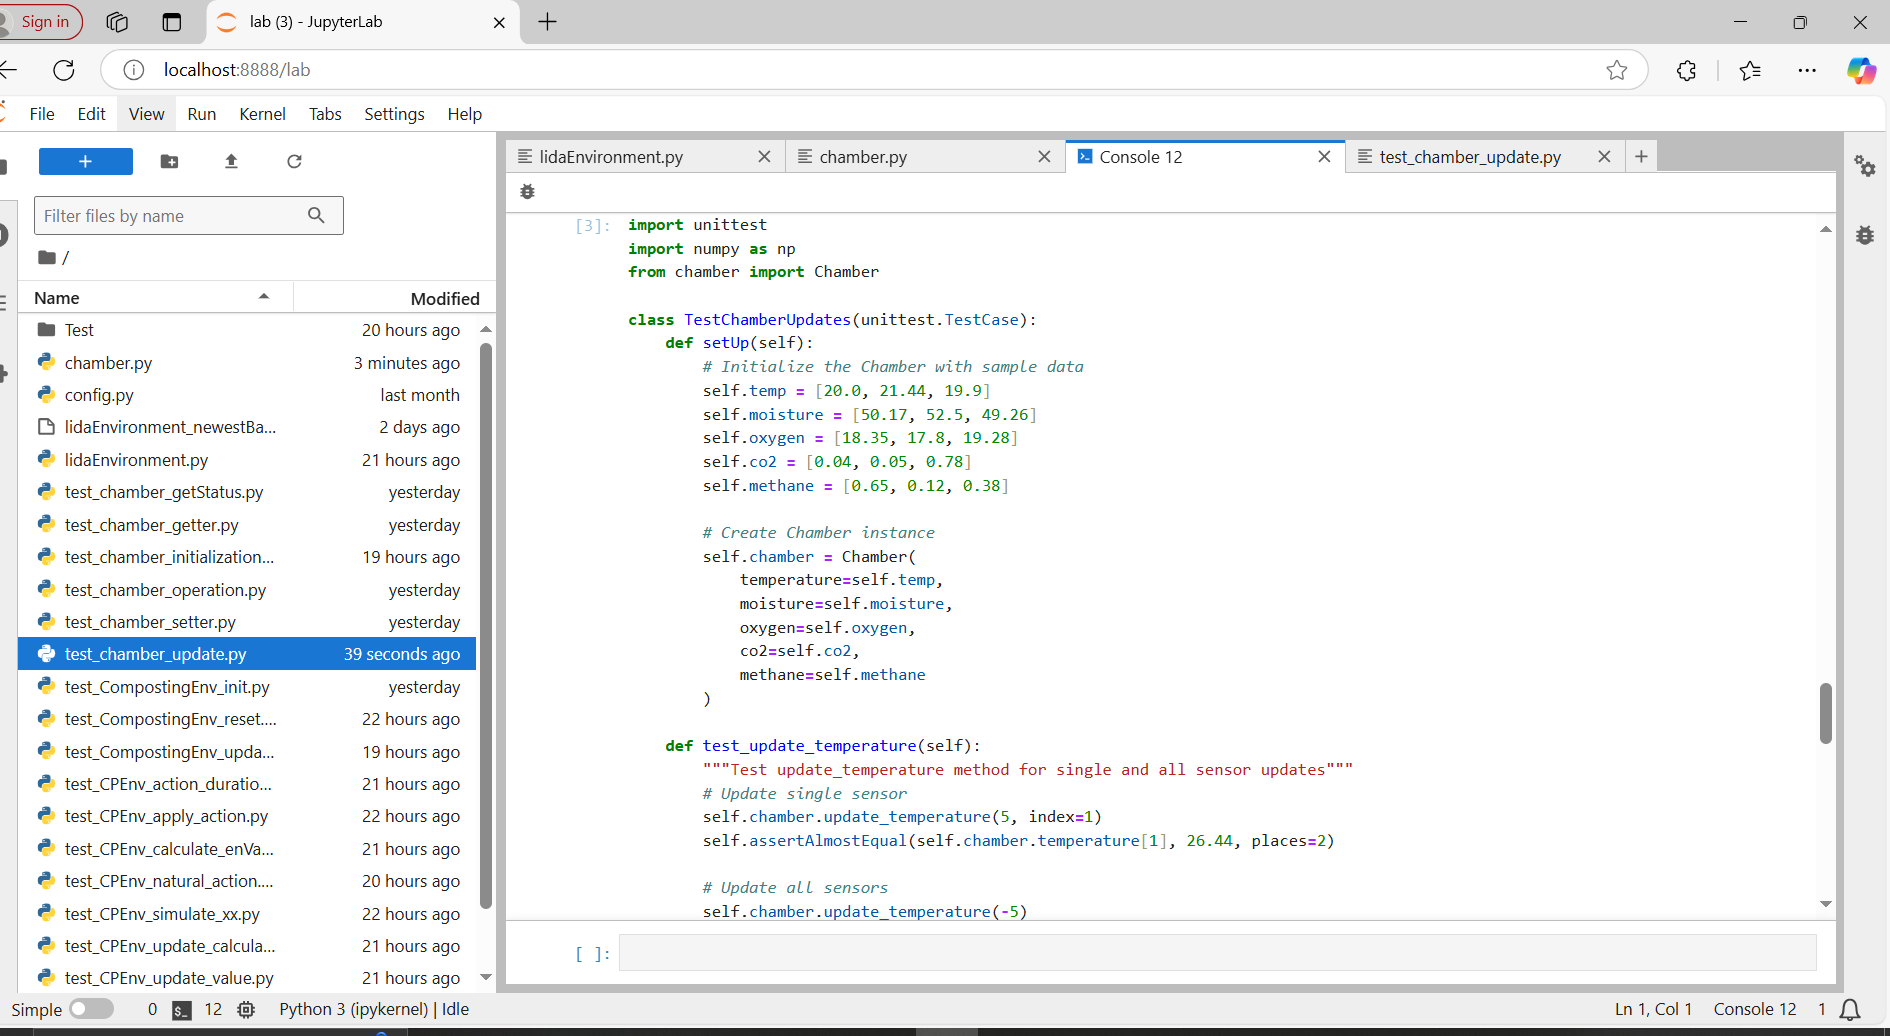 Sign in
lab (3) - JupyterLab
localhost:8888/lab
File Edit View Run Kernel Tabs Settings Help
Filter files by name
/
Name Modified
Test 20 hours ago
chamber.py 3 minutes ago
config.py last month
lidaEnvironment_newestBa... 2 days ago
lidaEnvironment.py 21 hours ago
test_chamber_getStatus.py yesterday
test_chamber_getter.py yesterday
test_chamber_initialization... 19 hours ago
test_chamber_operation.py yesterday
test_chamber_setter.py yesterday
test_chamber_update.py 39 seconds ago
test_CompostingEnv_init.py yesterday
test_CompostingEnv_reset.... 22 hours ago
test_CompostingEnv_upda... 19 hours ago
test_CPEnv_action_duratio... 21 hours ago
test_CPEnv_apply_action.py 22 hours ago
test_CPEnv_calculate_enVa... 21 hours ago
test_CPEnv_natural_action.... 20 hours ago
test_CPEnv_simulate_xx.py 22 hours ago
test_CPEnv_update_calcula... 21 hours ago
test_CPEnv_update_value.py 21 hours ago
lidaEnvironment.py chamber.py Console 12 test_chamber_update.py
[3]: import unittest
import numpy as np
from chamber import Chamber
class TestChamberUpdates(unittest.TestCase):
def setUp(self):
# Initialize the Chamber with sample data
self.temp = [20.0, 21.44, 19.9]
self.moisture = [50.17, 52.5, 49.26]
self.oxygen = [18.35, 17.8, 19.28]
self.co2 = [0.04, 0.05, 0.78]
self.methane = [0.65, 0.12, 0.38]
# Create Chamber instance
self.chamber = Chamber(
temperature=self.temp,
moisture=self.moisture,
oxygen=self.oxygen,
co2=self.co2,
methane=self.methane
)
def test_update_temperature(self):
"""Test update_temperature method for single and all sensor updates"""
# Update single sensor
self.chamber.update_temperature(5, index=1)
self.assertAlmostEqual(self.chamber.temperature[1], 26.44, places=2)
# Update all sensors
self.chamber.update_temperature(-5)
[ ]:
Simple 0 12 Python 3 (ipykernel) | Idle Ln 1, Col 1 Console 12 1